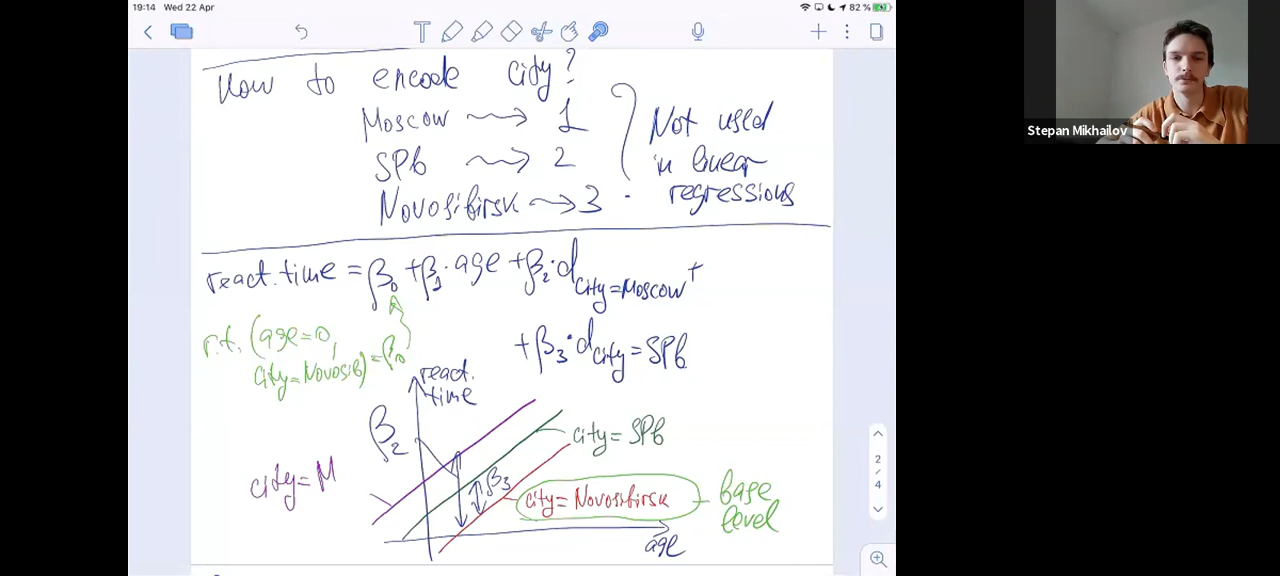 19:14 Wed 22 Apr
82 %
How to encode city?
Moscow → 1
SPb → 2
Novosibirsk → 3
Not used
in linear
regressions
react.time = β₀ + β₁·age + β₂·d city=Moscow +
+ β₃·d city=SPb
r.t. (age=0,
city=Novosib) = β₀
react.
time
β₂
city=SPb
city=M
β₃
city=Novosibirsk
base
level
age
2
/
4
Stepan Mikhailov